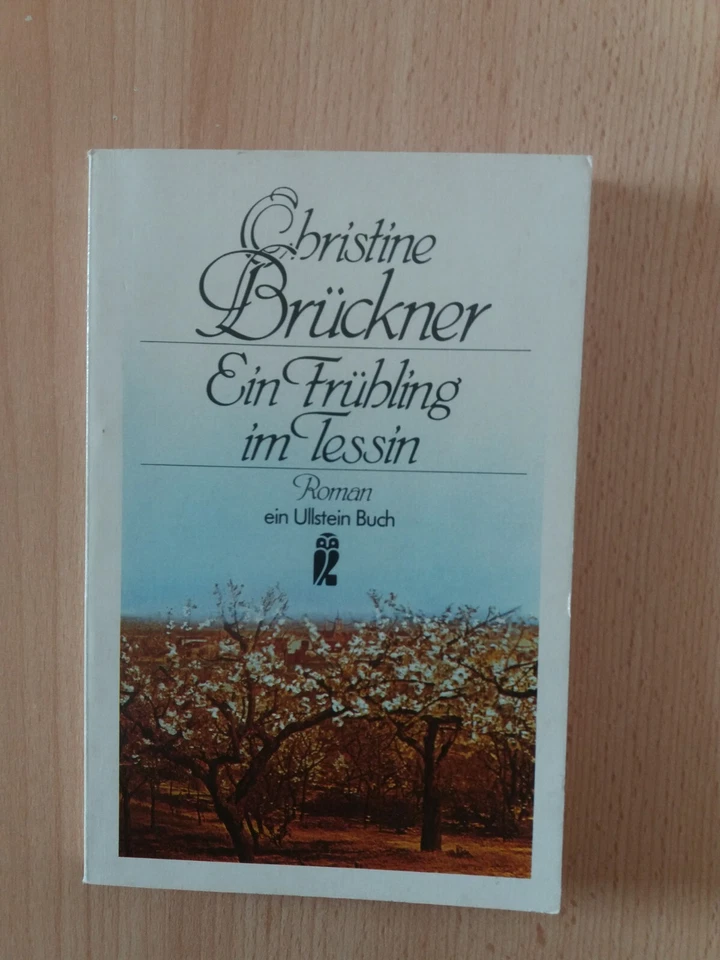 Christine
Brückner
Ein Frühling
im Tessin
Roman
ein Ullstein Buch